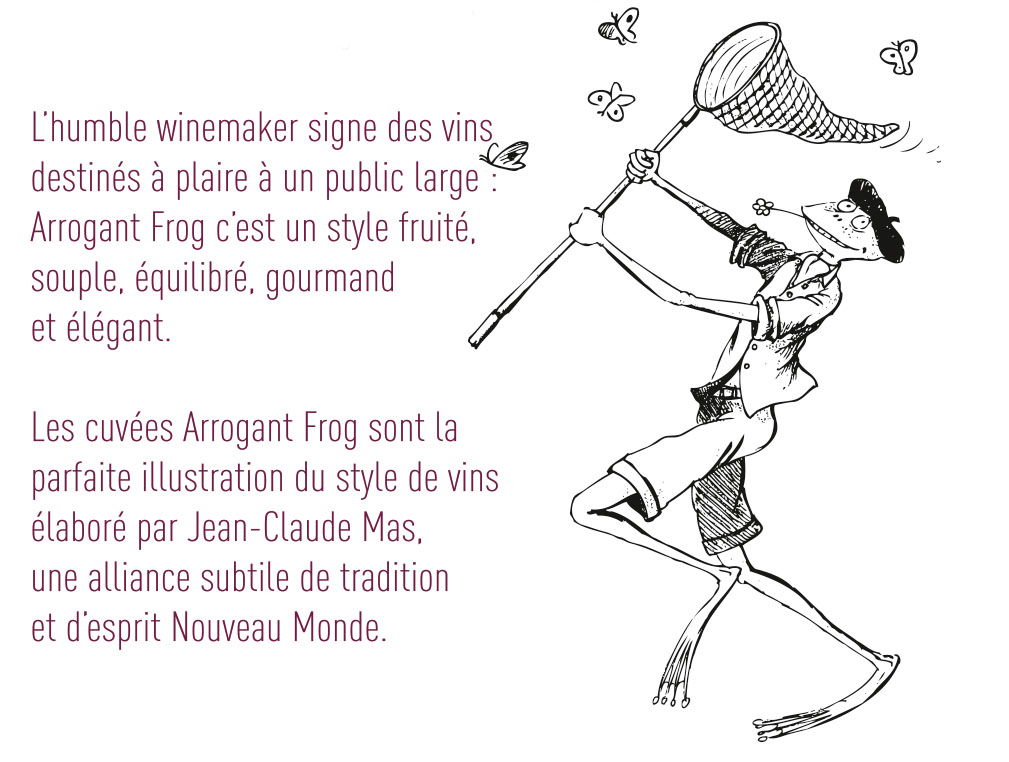 L'humble winemaker signe des vins
destinés à plaire à un public large :
Arrogant Frog c'est un style fruité,
souple, équilibré, gourmand
et élégant.
Les cuvées Arrogant Frog sont la
parfaite illustration du style de vins
élaboré par Jean-Claude Mas,
une alliance subtile de tradition
et d'esprit Nouveau Monde.